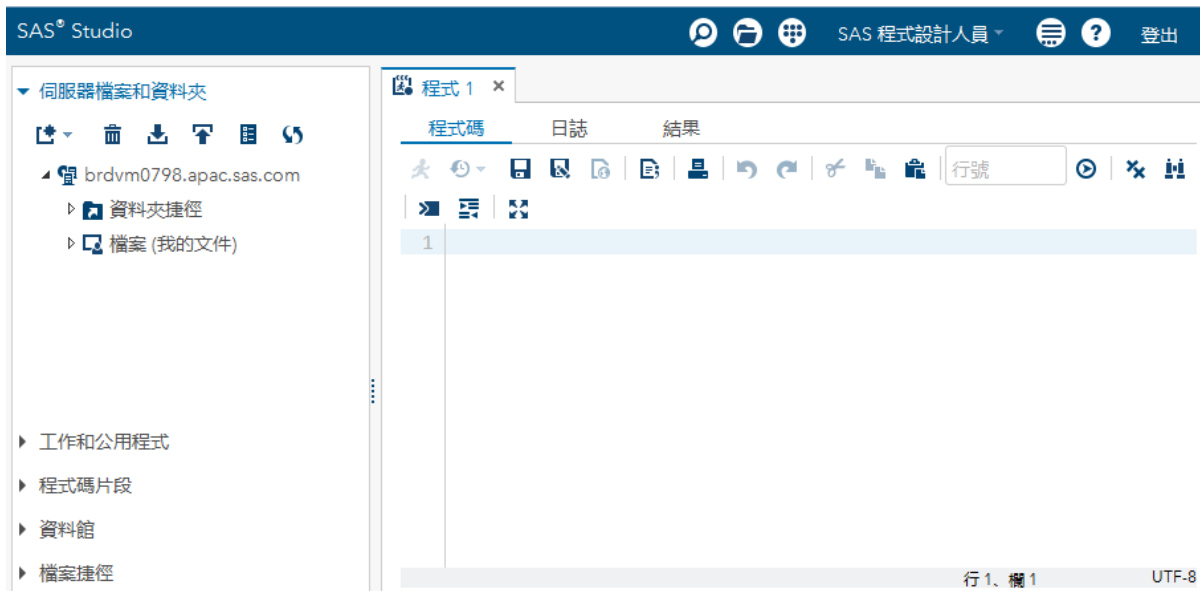 SAS® Studio
SAS 程式設計人員
登出
伺服器檔案和資料夾
brdvm0798.apac.sas.com
資料夾捷徑
檔案 (我的文件)
工作和公用程式
程式碼片段
資料館
檔案捷徑
程式 1
程式碼 日誌 結果
行號
1
行 1、欄 1 UTF-8